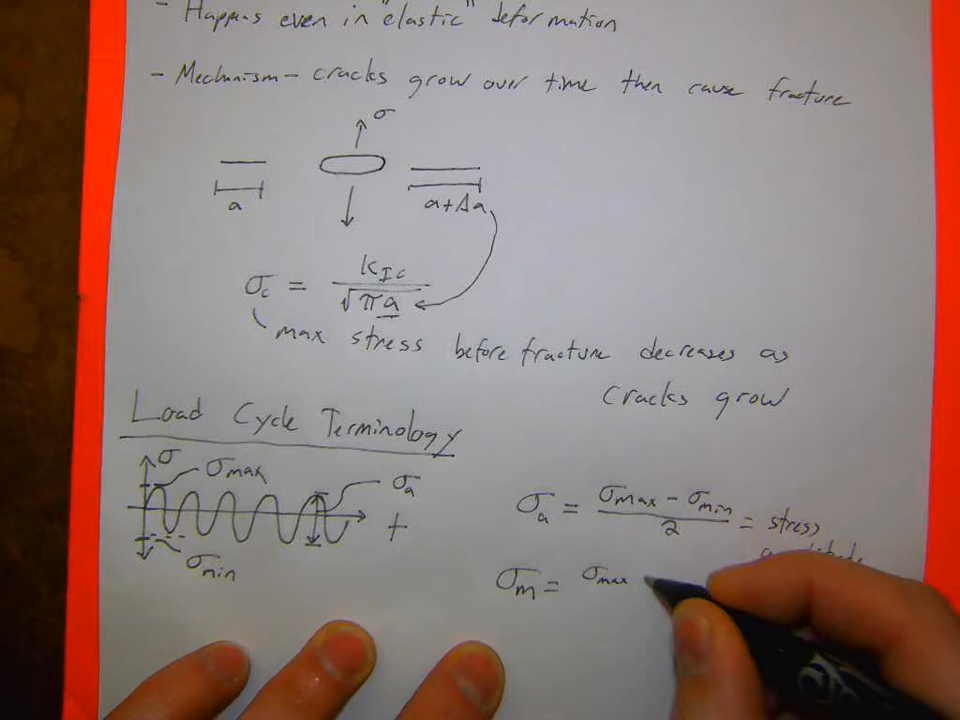 - Happens even in "elastic" deformation
- Mechanism - cracks grow over time then cause fracture
σ
a
a+Δa
σc = KIc / √πa
max stress before fracture decreases as
cracks grow
Load Cycle Terminology
σ
σmax
σa
t
σmin
σa = σmax - σmin / 2 = stress
σm = σmax